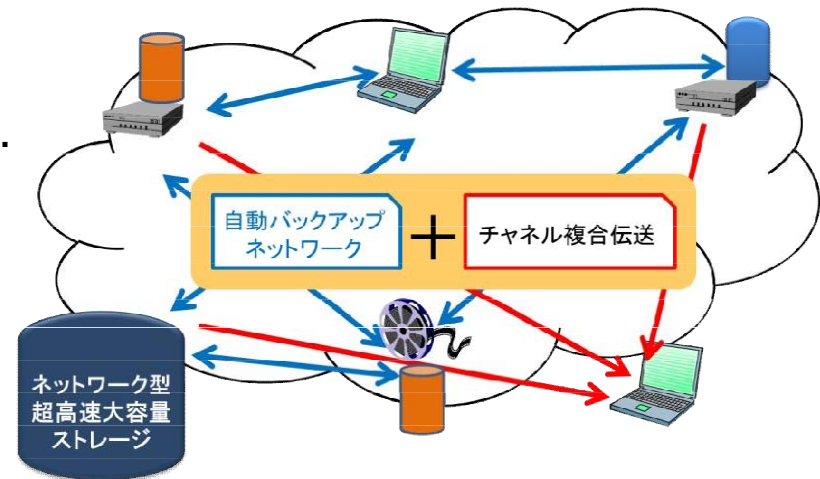 自動バックアップ
ネットワーク
＋
チャネル複合伝送
ネットワーク型
超高速大容量
ストレージ